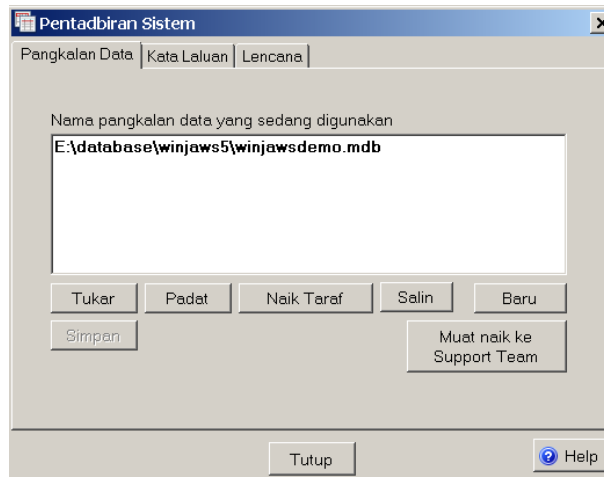 Pentadbiran Sistem
Pangkalan Data Kata Laluan Lencana
Nama pangkalan data yang sedang digunakan
E:\database\winjaws5\winjawsdemo.mdb
Tukar Padat Naik Taraf Salin Baru
Simpan
Muat naik ke
Support Team
Tutup
Help